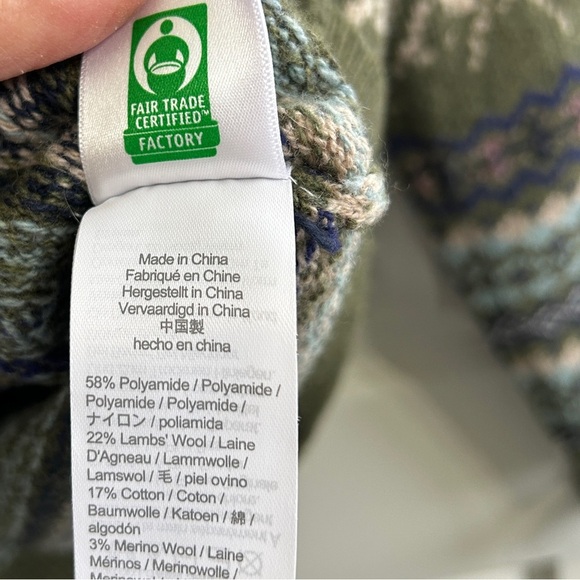 FAIR TRADE
CERTIFIED™
FACTORY
Made in China
Fabriqué en Chine
Hergestellt in China
Vervaardigd in China
中国製
hecho en china
58% Polyamide / Polyamide /
Polyamide / Polyamide /
ナイロン / poliamida
22% Lambs' Wool / Laine
D'Agneau / Lammwolle /
Lamswol / 毛 / piel ovino
17% Cotton / Coton /
Baumwolle / Katoen / 綿 /
algodón
3% Merino Wool / Laine
Mérinos / Merinowolle /